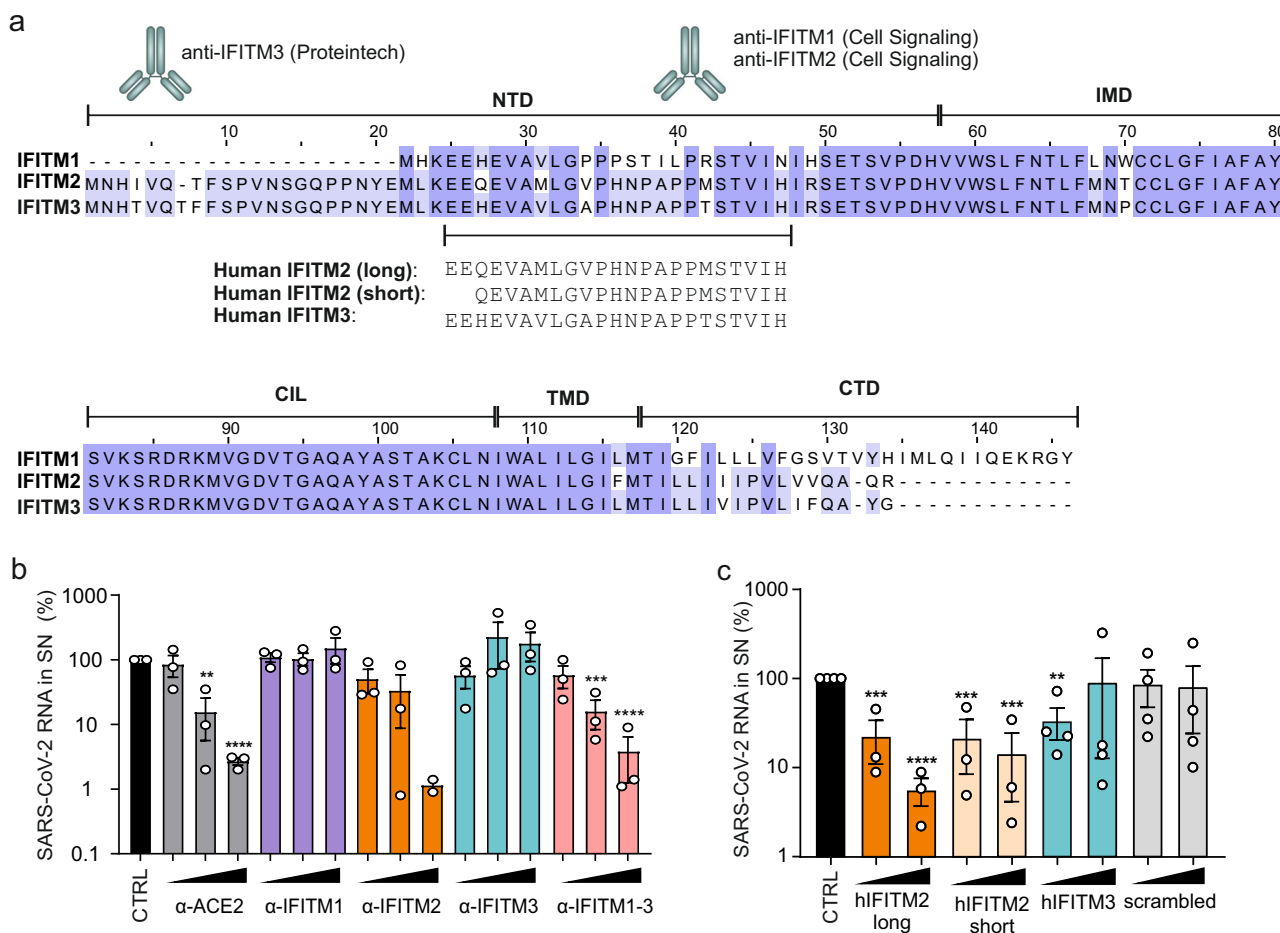 a
anti-IFITM3 (Proteintech)
anti-IFITM1 (Cell Signaling)
anti-IFITM2 (Cell Signaling)
NTD IMD
10 20 30 40 50 60 70 80
IFITM1 - - - - - - - - - - - - - - - - - - - - - MHKEEHEVAVLGPPPSTILPRSTVINIHSETSVPDHVVWSLFNTLFLNWCCLGFIAFAY
IFITM2 MNHIVQ-TFSPVNSGQPPNYEMLKEEQEVAMLGVPHNPAPPMSTVIHIRSETSVPDHVVWSLFNTLFMNTCCLGFIAFAY
IFITM3 MNHTVQTFFSPVNSGQPPNYEMLKEEHEVAVLGAPHNPAPPTSTVIHIRSETSVPDHVVWSLFNTLFMNPCCLGFIAFAY
Human IFITM2 (long): EEQEVAMLGVPHNPAPPMSTVIH
Human IFITM2 (short): QEVAMLGVPHNPAPPMSTVIH
Human IFITM3: EEHEVAVLGAPHNPAPPTSTVIH
CIL TMD CTD
90 100 110 120 130 140
IFITM1 SVKSRDRKMVGDVTGAQAYASTAKCLNIWALILGILMTIGFILLLVFGSVTVYHIMLQIIQEKRGY
IFITM2 SVKSRDRKMVGDVTGAQAYASTAKCLNIWALILGIFMTILLIIIPVLVVQA-QR- - - - - - - - - - - -
IFITM3 SVKSRDRKMVGDVTGAQAYASTAKCLNIWALILGILMTILLIVIPVLIFQA-YG- - - - - - - - - - - -
b
SARS-CoV-2 RNA in SN (%)
1000
100
10
1
0.1
** **** *** ****
CTRL α-ACE2 α-IFITM1 α-IFITM2 α-IFITM3 α-IFITM1-3
c
SARS-CoV-2 RNA in SN (%)
1000
100
10
1
*** **** *** *** **
CTRL hIFITM2 long hIFITM2 short hIFITM3 scrambled